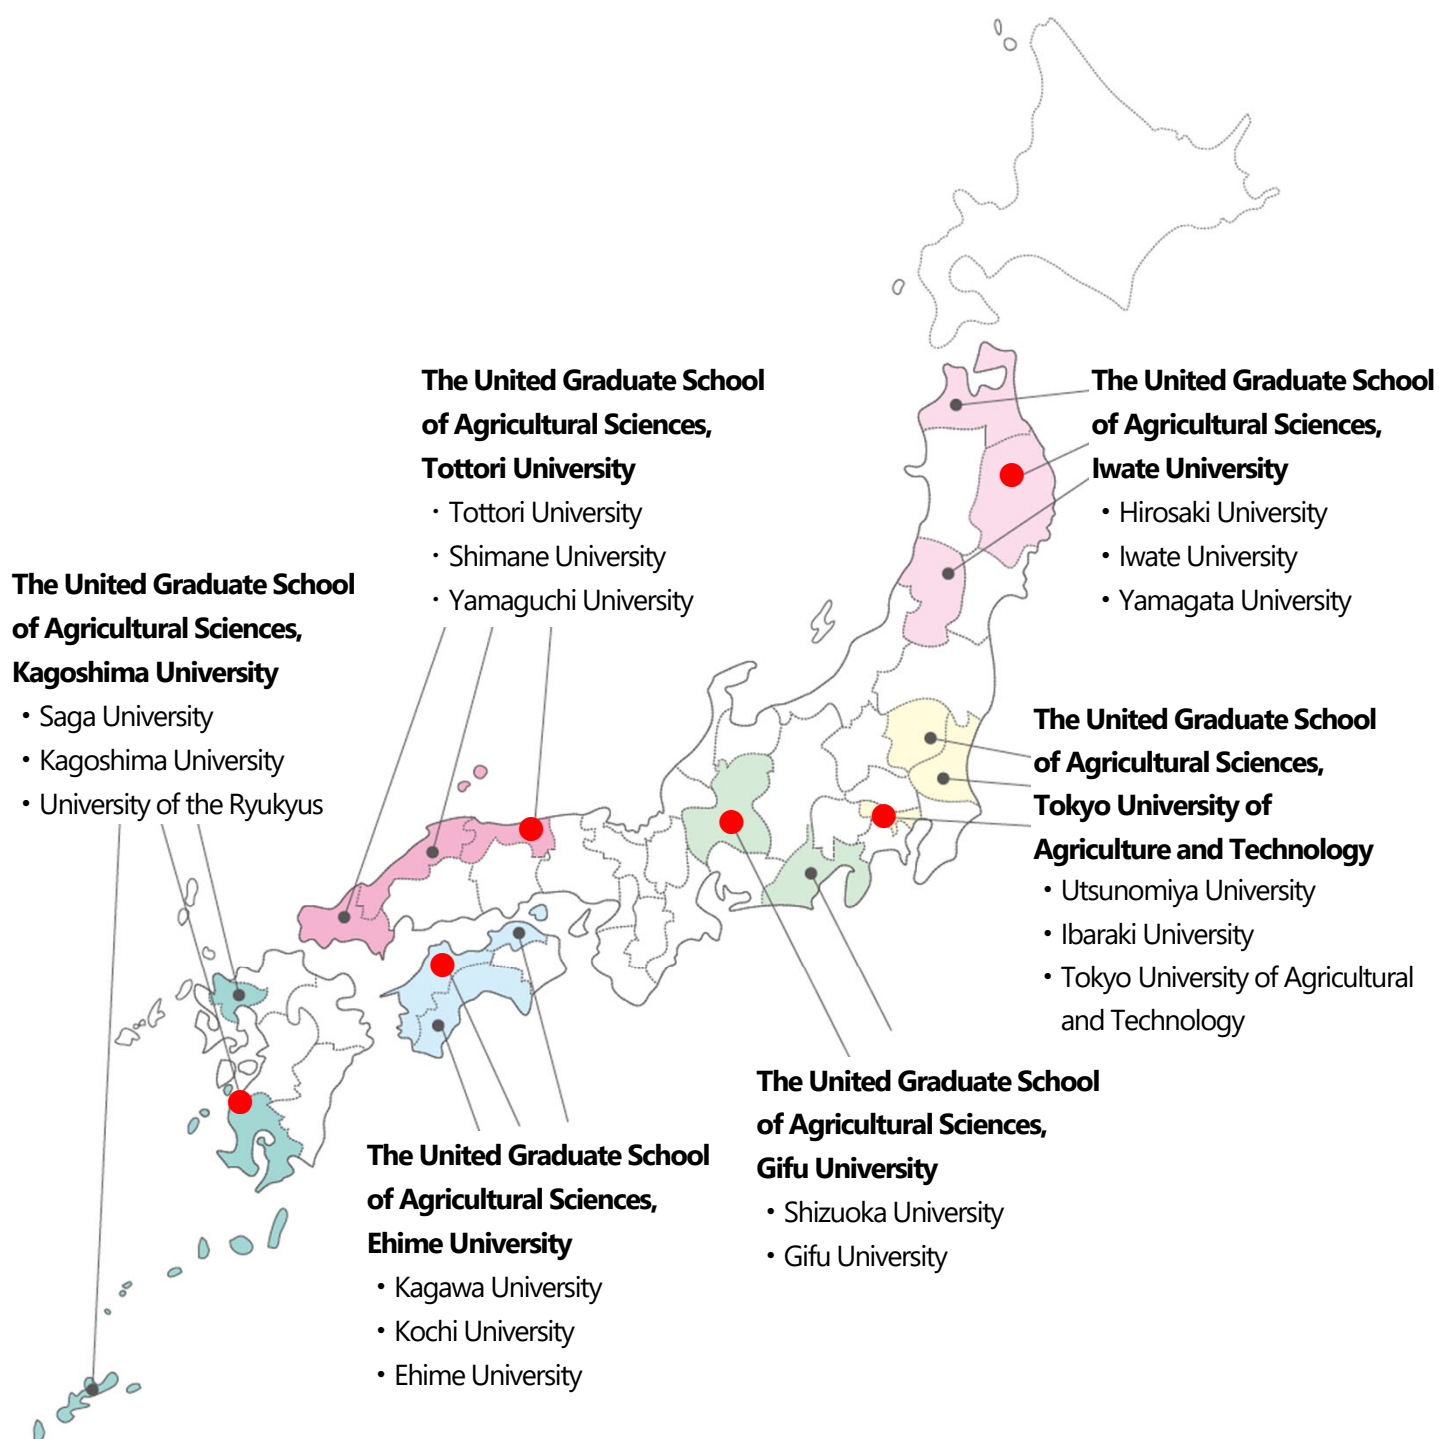 The United Graduate School
of Agricultural Sciences,
Tottori University
・Tottori University
・Shimane University
・Yamaguchi University
The United Graduate School
of Agricultural Sciences,
Iwate University
・Hirosaki University
・Iwate University
・Yamagata University
The United Graduate School
of Agricultural Sciences,
Kagoshima University
・Saga University
・Kagoshima University
・University of the Ryukyus
The United Graduate School
of Agricultural Sciences,
Tokyo University of
Agriculture and Technology
・Utsunomiya University
・Ibaraki University
・Tokyo University of Agricultural
and Technology
The United Graduate School
of Agricultural Sciences,
Ehime University
・Kagawa University
・Kochi University
・Ehime University
The United Graduate School
of Agricultural Sciences,
Gifu University
・Shizuoka University
・Gifu University